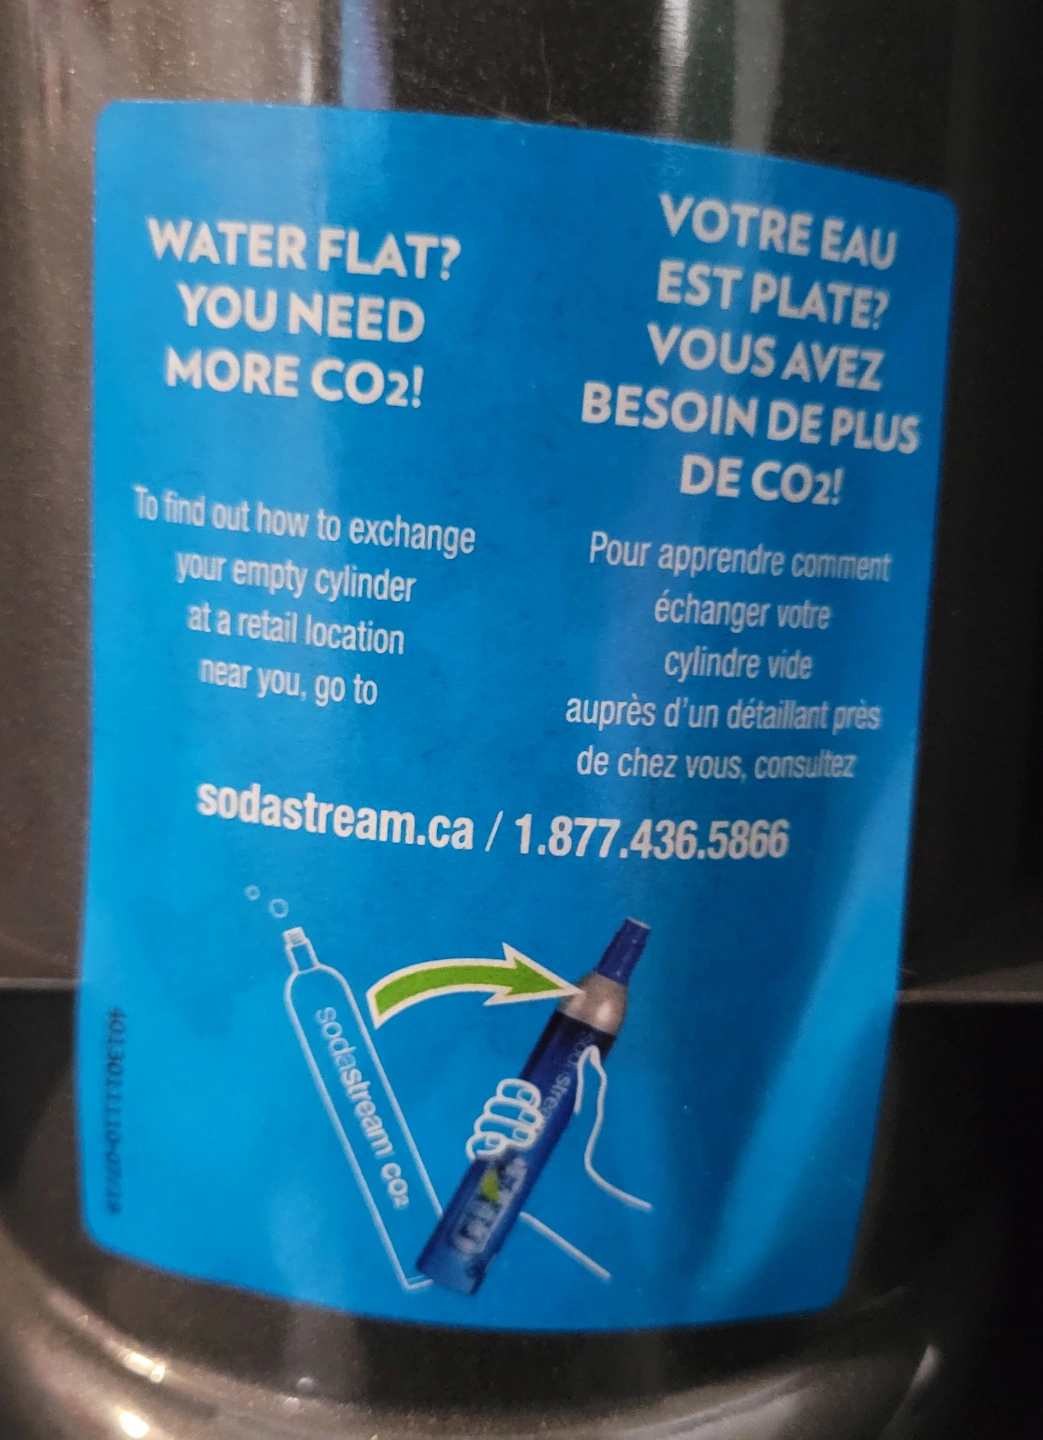 WATER FLAT?
YOU NEED
MORE CO2!
To find out how to exchange
your empty cylinder
at a retail location
near you, go to
VOTRE EAU
EST PLATE?
VOUS AVEZ
BESOIN DE PLUS
DE CO2!
Pour apprendre comment
échanger votre
cylindre vide
auprès d'un détaillant près
de chez vous, consultez
sodastream.ca / 1.877.436.5866
sodastream CO2